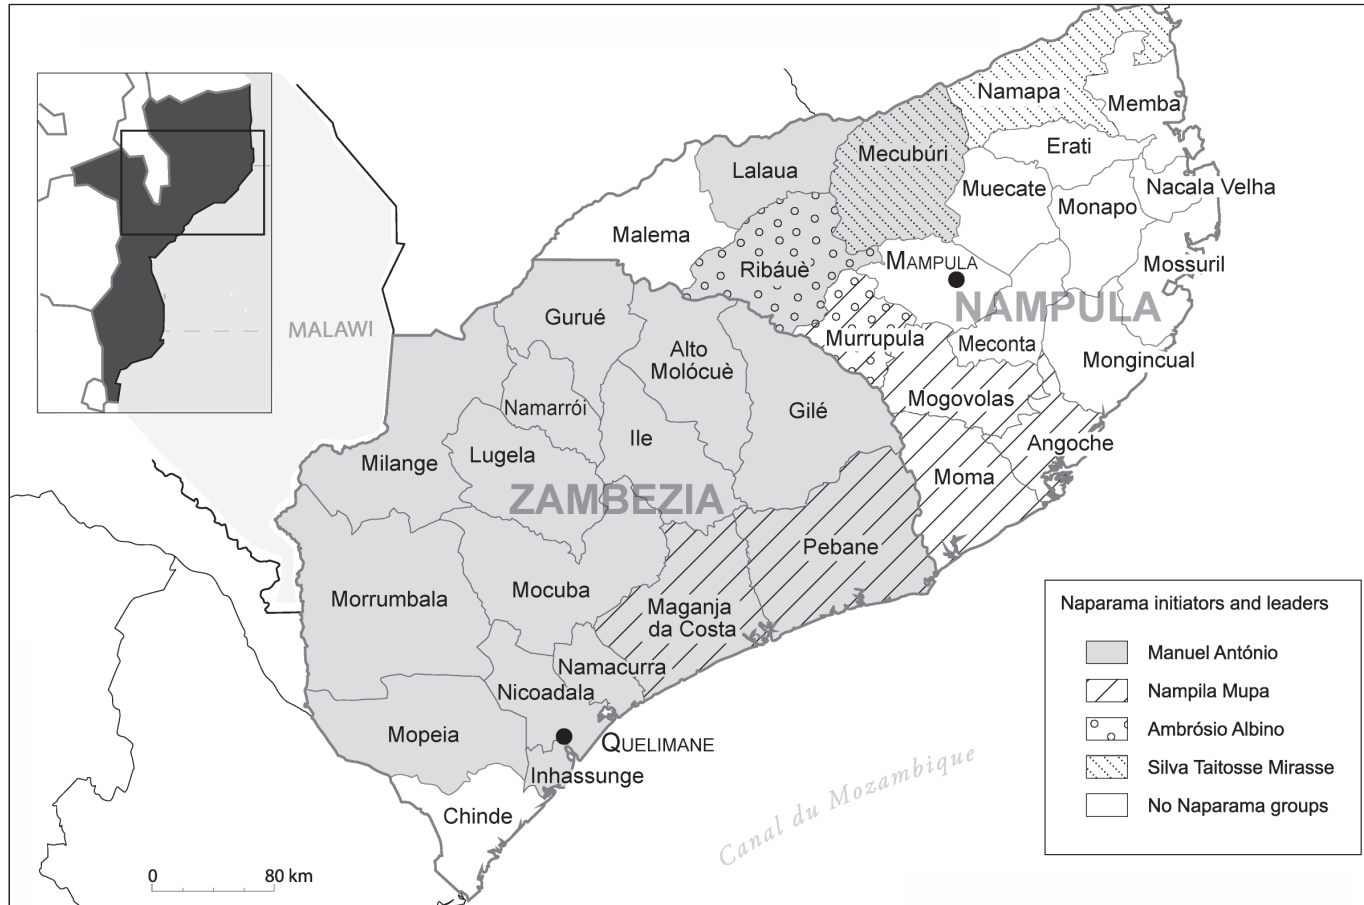 Namapa
Memba
Erati
Mecubúri
Lalaua
Muecate
Nacala Velha
Monapo
Malema
Ribáuè
MAMPULA
Mossuril
NAMPULA
MALAWI
Gurué
Murrupula
Meconta
Alto
Molócuè
Mongincual
Namarrói
Gilé
Mogovolas
Ile
Angoche
Lugela
Milange
Moma
ZAMBEZIA
Pebane
Mocuba
Morrumbala
Maganja
da Costa
Namacurra
Nicoadala
Mopeia
QUELIMANE
Inhassunge
Chinde
Canal du Mozambique
0 80 km
Naparama initiators and leaders
Manuel António
Nampila Mupa
Ambrósio Albino
Silva Taitosse Mirasse
No Naparama groups